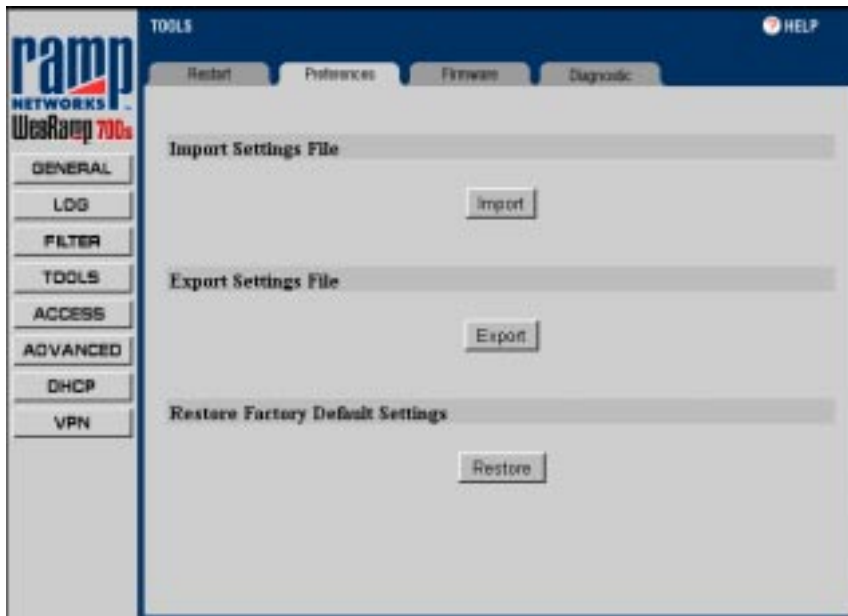 TOOLS
HELP
ramp
NETWORKS
WebRamp 700s
Restart
Preferences
Firmware
Diagnostic
GENERAL
LOG
FILTER
TOOLS
ACCESS
ADVANCED
DHCP
VPN
Import Settings File
Import
Export Settings File
Export
Restore Factory Default Settings
Restore